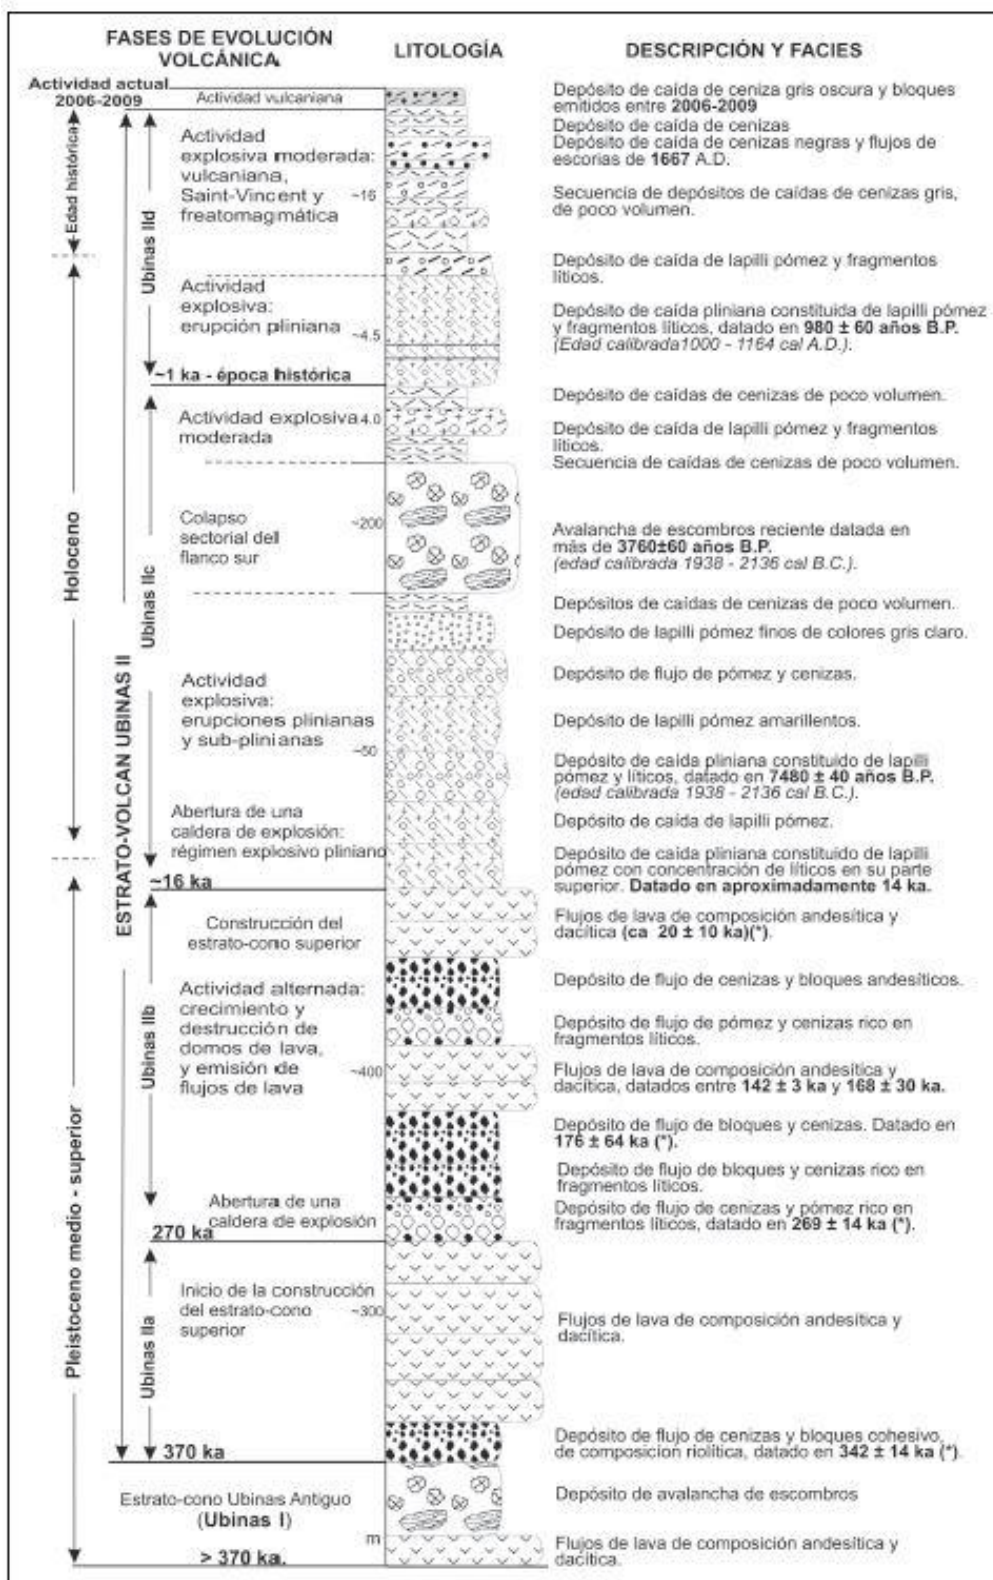 FASES DE EVOLUCIÓN
VOLCÁNICA
LITOLOGÍA
DESCRIPCIÓN Y FACIES
Actividad actual
2006-2009
Edad histórica
Holoceno
Pleistoceno medio - superior
ESTRATO-VOLCAN UBINAS II
Ubinas IId
Ubinas IIc
Ubinas IIb
Ubinas IIa
Actividad vulcaniana
Actividad
explosiva moderada:
vulcaniana,
Saint-Vincent y
freatomagmática
~16
Actividad
explosiva:
erupción pliniana
~4.5
~1 ka - época histórica
Actividad explosiva
moderada
4.0
Colapso
sectorial del
flanco sur
~200
Actividad
explosiva:
erupciones plinianas
y sub-plinianas
~50
Abertura de una
caldera de explosión:
régimen explosivo pliniano
~16 ka
Construcción del
estrato-cono superior
Actividad alternada:
crecimiento y
destrucción de
domos de lava,
y emisión de
flujos de lava
~400
Abertura de una
caldera de explosión
270 ka
Inicio de la construcción
del estrato-cono
superior
~300
370 ka
Estrato-cono Ubinas Antiguo
(Ubinas I)
m
> 370 ka.
Depósito de caída de ceniza gris oscura y bloques
emitidos entre 2006-2009
Depósito de caída de cenizas
Depósito de caída de cenizas negras y flujos de
escorias de 1667 A.D.
Secuencia de depósitos de caídas de cenizas gris,
de poco volumen.
Depósito de caída de lapilli pómez y fragmentos
líticos.
Depósito de caída pliniana constituida de lapilli pómez
y fragmentos líticos, datado en 980 ± 60 años B.P.
(Edad calibrada1000 - 1164 cal A.D.).
Depósito de caídas de cenizas de poco volumen.
Depósito de caída de lapilli pómez y fragmentos
líticos.
Secuencia de caídas de cenizas de poco volumen.
Avalancha de escombros reciente datada en
más de 3760±60 años B.P.
(edad calibrada 1938 - 2136 cal B.C.).
Depósitos de caídas de cenizas de poco volumen.
Depósito de lapilli pómez finos de colores gris claro.
Depósito de flujo de pómez y cenizas.
Depósito de lapilli pómez amarillentos.
Depósito de caída pliniana constituido de lapilli
pómez y líticos, datado en 7480 ± 40 años B.P.
(edad calibrada 1938 - 2136 cal B.C.).
Depósito de caída de lapilli pómez.
Depósito de caída pliniana constituido de lapilli
pómez con concentración de líticos en su parte
superior. Datado en aproximadamente 14 ka.
Flujos de lava de composición andesítica y
dacítica (ca 20 ± 10 ka)(*).
Depósito de flujo de cenizas y bloques andesíticos.
Depósito de flujo de pómez y cenizas rico en
fragmentos líticos.
Flujos de lava de composición andesítica y
dacítica, datados entre 142 ± 3 ka y 168 ± 30 ka.
Depósito de flujo de bloques y cenizas. Datado en
176 ± 64 ka (*).
Depósito de flujo de bloques y cenizas rico en
fragmentos líticos.
Depósito de flujo de cenizas y pómez rico en
fragmentos líticos, datado en 269 ± 14 ka (*).
Flujos de lava de composición andesítica y
dacítica.
Depósito de flujo de cenizas y bloques cohesivo,
de composicion riolítica, datado en 342 ± 14 ka (*).
Depósito de avalancha de escombros
Flujos de lava de composición andesítica y
dacítica.